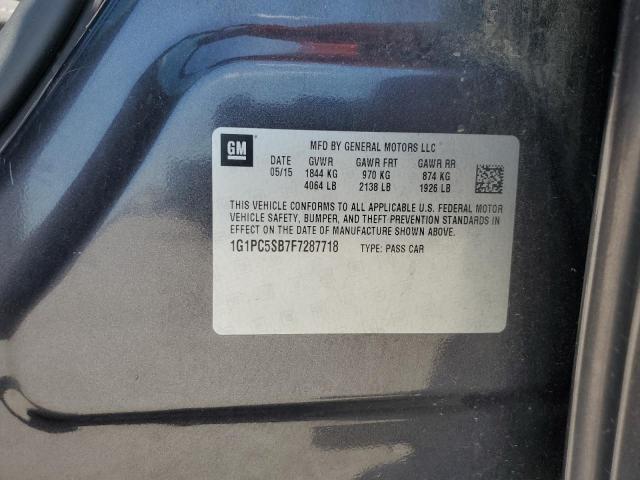 GM
MFD BY GENERAL MOTORS LLC
DATE GVWR GAWR FRT GAWR RR
05/15 1844 KG 970 KG 874 KG
4064 LB 2138 LB 1926 LB
THIS VEHICLE CONFORMS TO ALL APPLICABLE U.S. FEDERAL MOTOR
VEHICLE SAFETY, BUMPER, AND THEFT PREVENTION STANDARDS IN
EFFECT ON THE DATE OF MANUFACTURE SHOWN ABOVE.
1G1PC5SB7F7287718 TYPE: PASS CAR